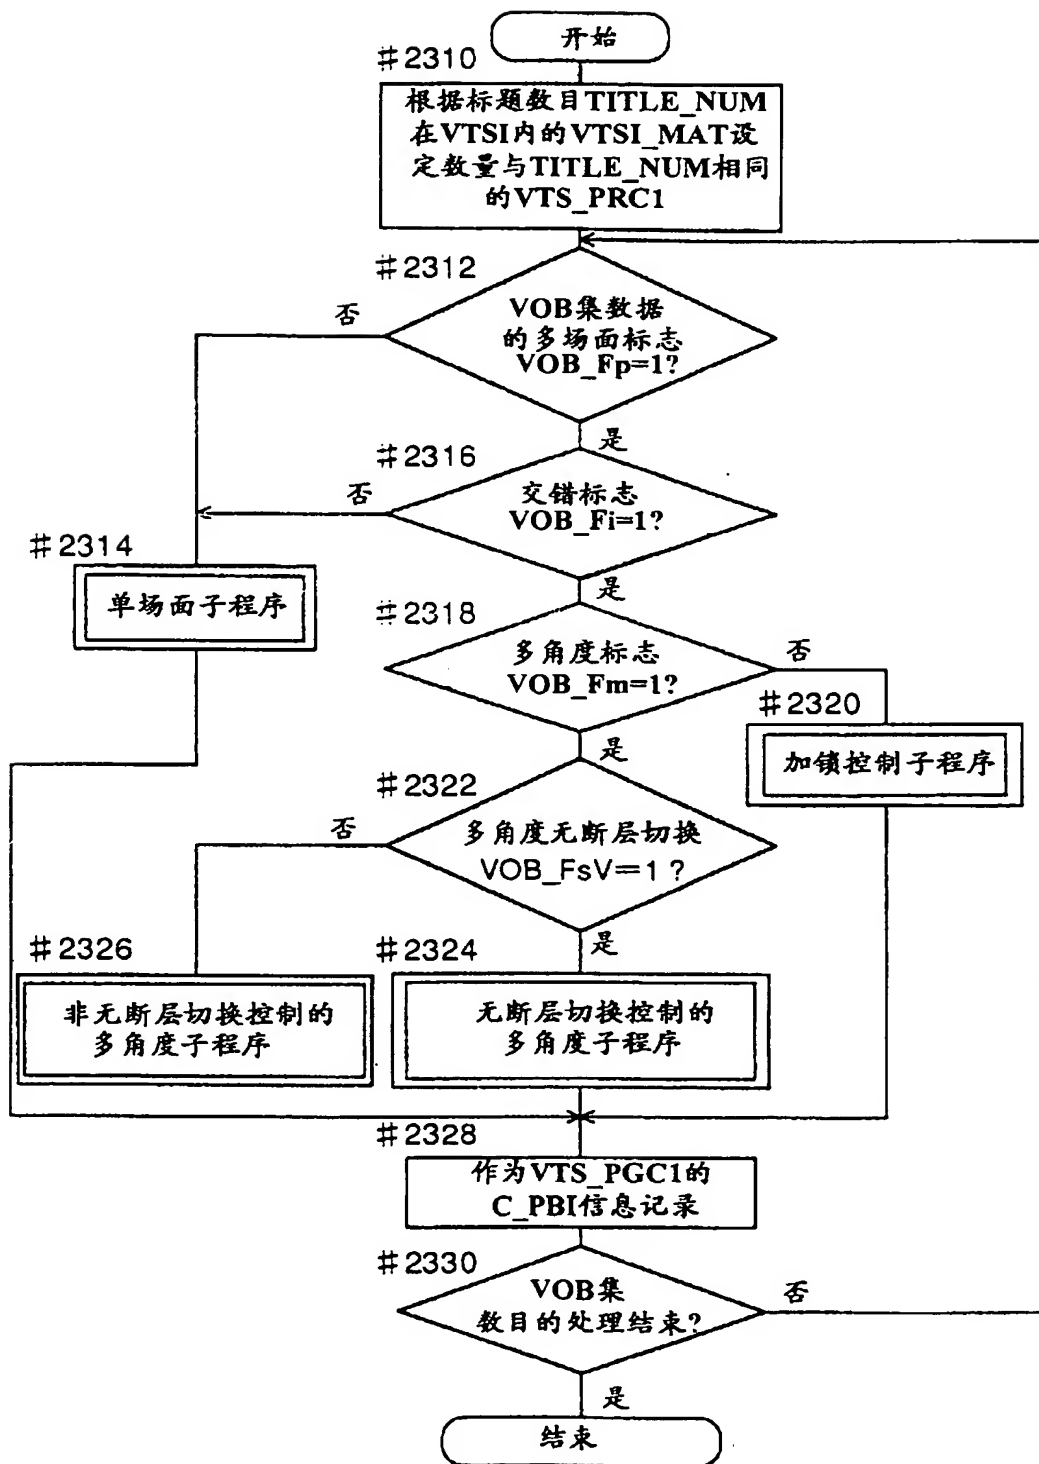 开始
#2310
根据标题数目TITLE_NUM
在VTSI内的VTSI_MAT设
定数量与TITLE_NUM相同
的VTS_PRC1
#2312
否
VOB集数据
的多场面标志
VOB_Fp=1?
是
#2316
否
交错标志
VOB_Fi=1?
#2314
是
单场面子程序
#2318
多角度标志
VOB_Fm=1?
否
#2320
是
加锁控制子程序
#2322
否
多角度无断层切换
VOB_FsV=1?
#2326
#2324
是
非无断层切换控制的
多角度子程序
无断层切换控制的
多角度子程序
#2328
作为VTS_PGC1的
C_PBI信息记录
#2330
VOB集
数目的处理结束?
否
是
结束